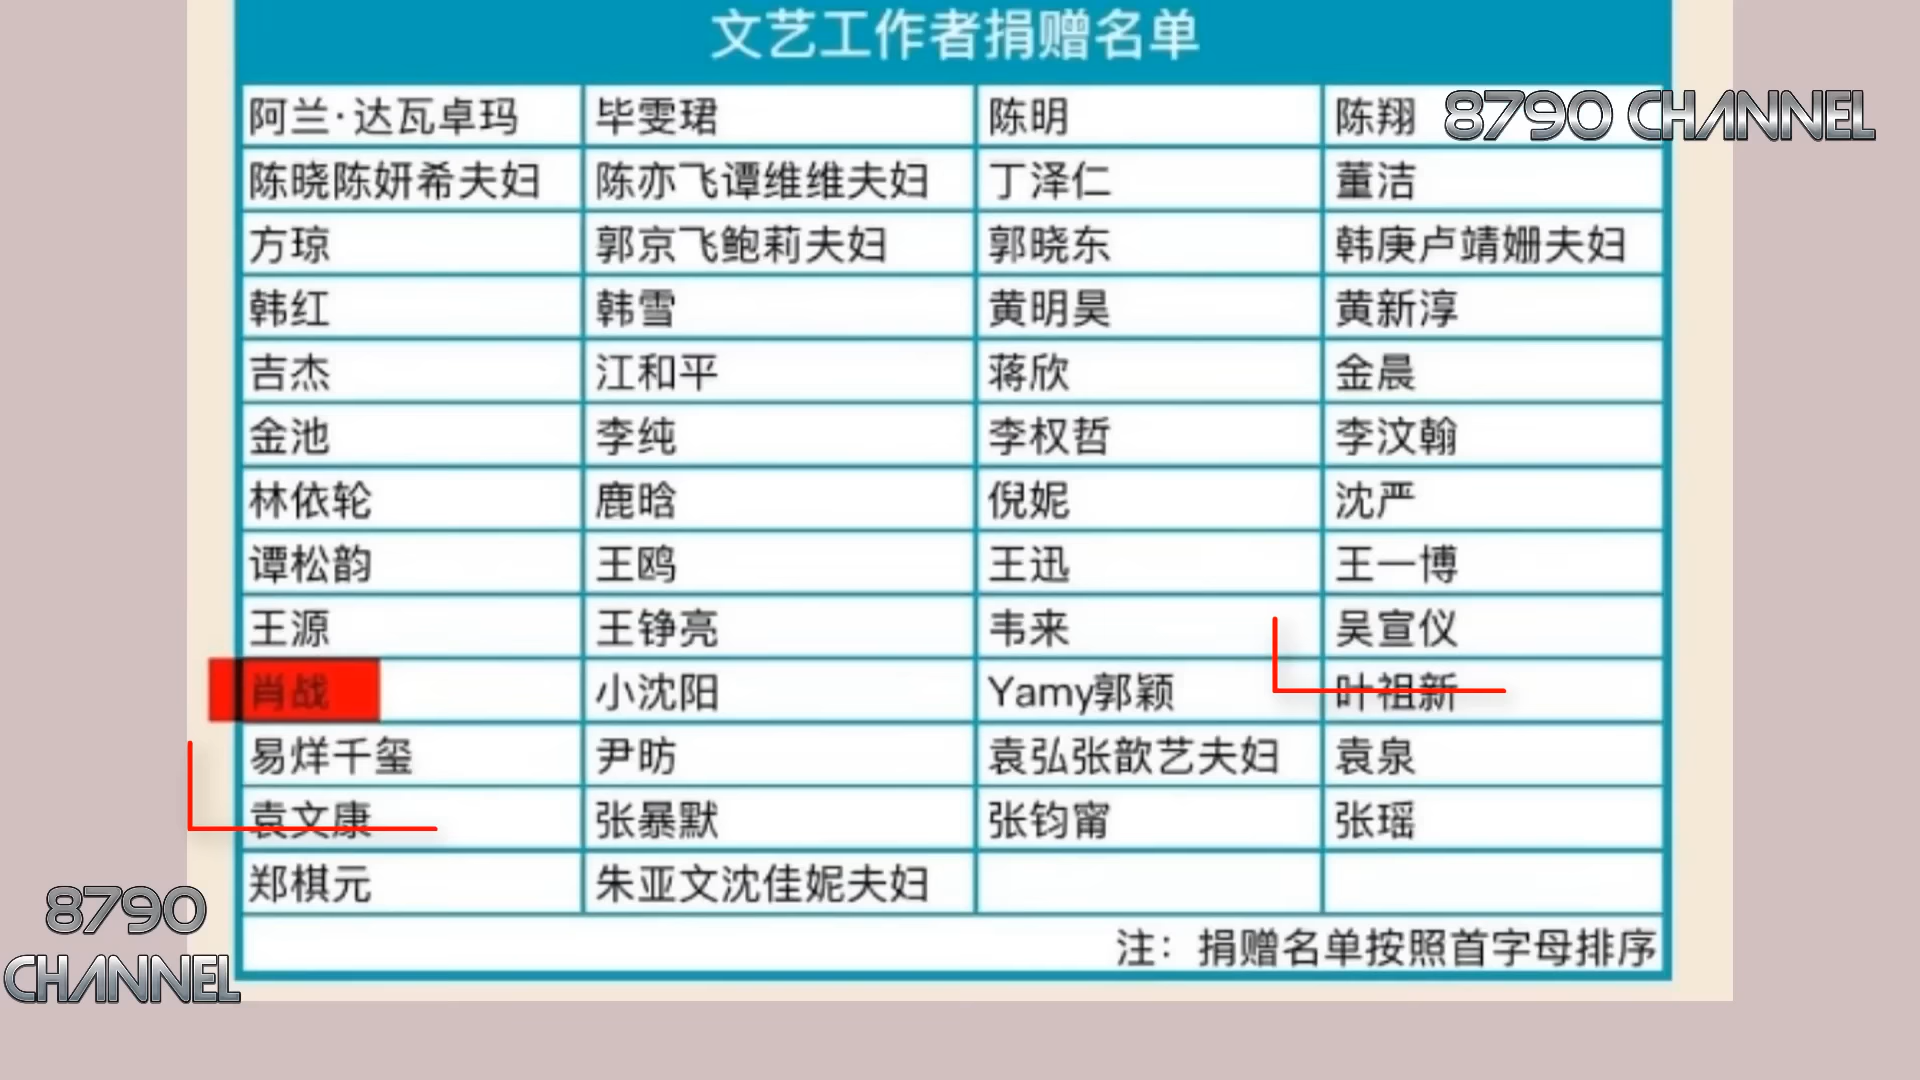 文艺工作者捐赠名单
阿兰·达瓦卓玛 毕雯珺 陈明 陈翔
8790 CHANNEL
陈晓陈妍希夫妇 陈亦飞谭维维夫妇 丁泽仁 董洁
方琼 郭京飞鲍莉夫妇 郭晓东 韩庚卢靖姗夫妇
韩红 韩雪 黄明昊 黄新淳
吉杰 江和平 蒋欣 金晨
金池 李纯 李权哲 李汶翰
林依轮 鹿晗 倪妮 沈严
谭松韵 王鸥 王迅 王一博
王源 王铮亮 韦来 吴宣仪
肖战 小沈阳 Yamy郭颖 叶祖新
易烊千玺 尹昉 袁弘张歆艺夫妇 袁泉
袁文康 张暴默 张钧甯 张瑶
郑棋元 朱亚文沈佳妮夫妇
注：捐赠名单按照首字母排序
8790
CHANNEL